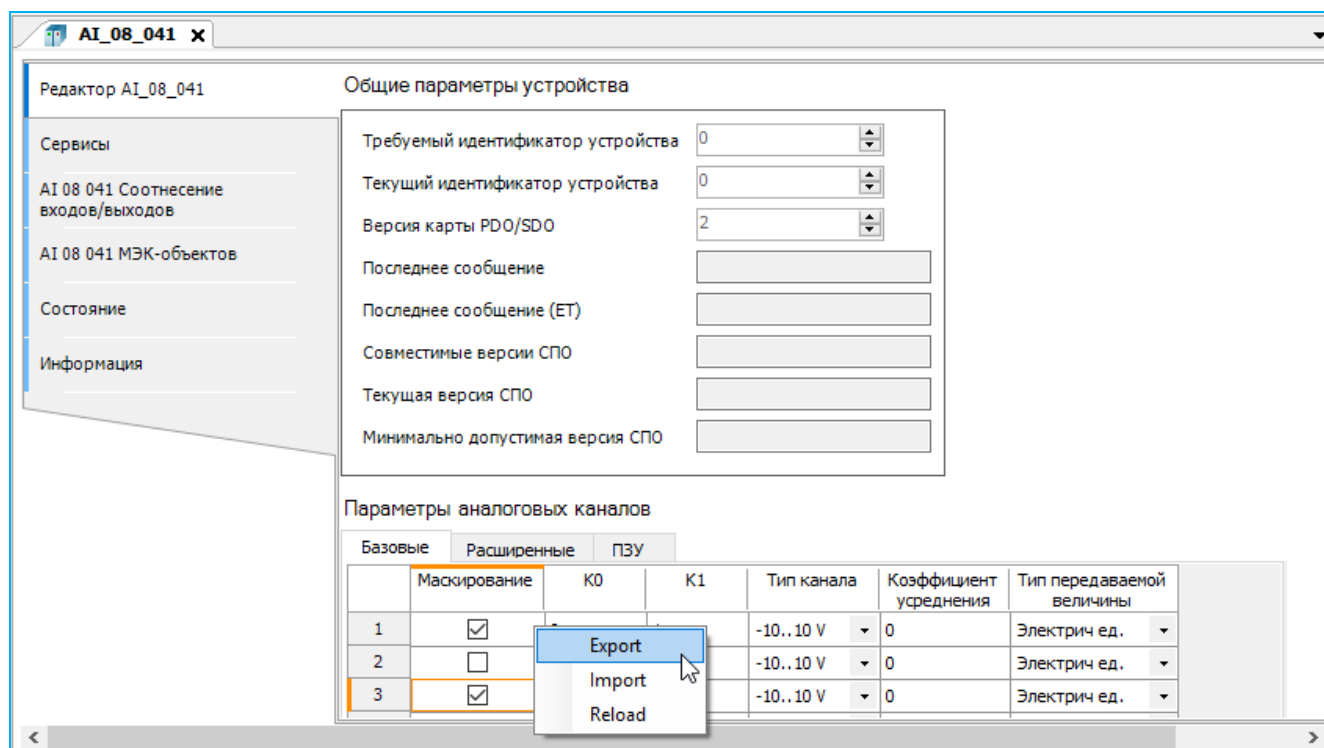 AI_08_041
Редактор AI_08_041
Сервисы
AI 08 041 Соотнесение
входов/выходов
AI 08 041 МЭК-объектов
Состояние
Информация
Общие параметры устройства
Требуемый идентификатор устройства 0
Текущий идентификатор устройства 0
Версия карты PDO/SDO 2
Последнее сообщение
Последнее сообщение (ET)
Совместимые версии СПО
Текущая версия СПО
Минимально допустимая версия СПО
Параметры аналоговых каналов
Базовые Расширенные ПЗУ
Маскирование K0 K1 Тип канала Коэффициент усреднения Тип передаваемой величины
1 -10..10 V 0 Электрич ед.
2 -10..10 V 0 Электрич ед.
3 -10..10 V 0 Электрич ед.
Export
Import
Reload